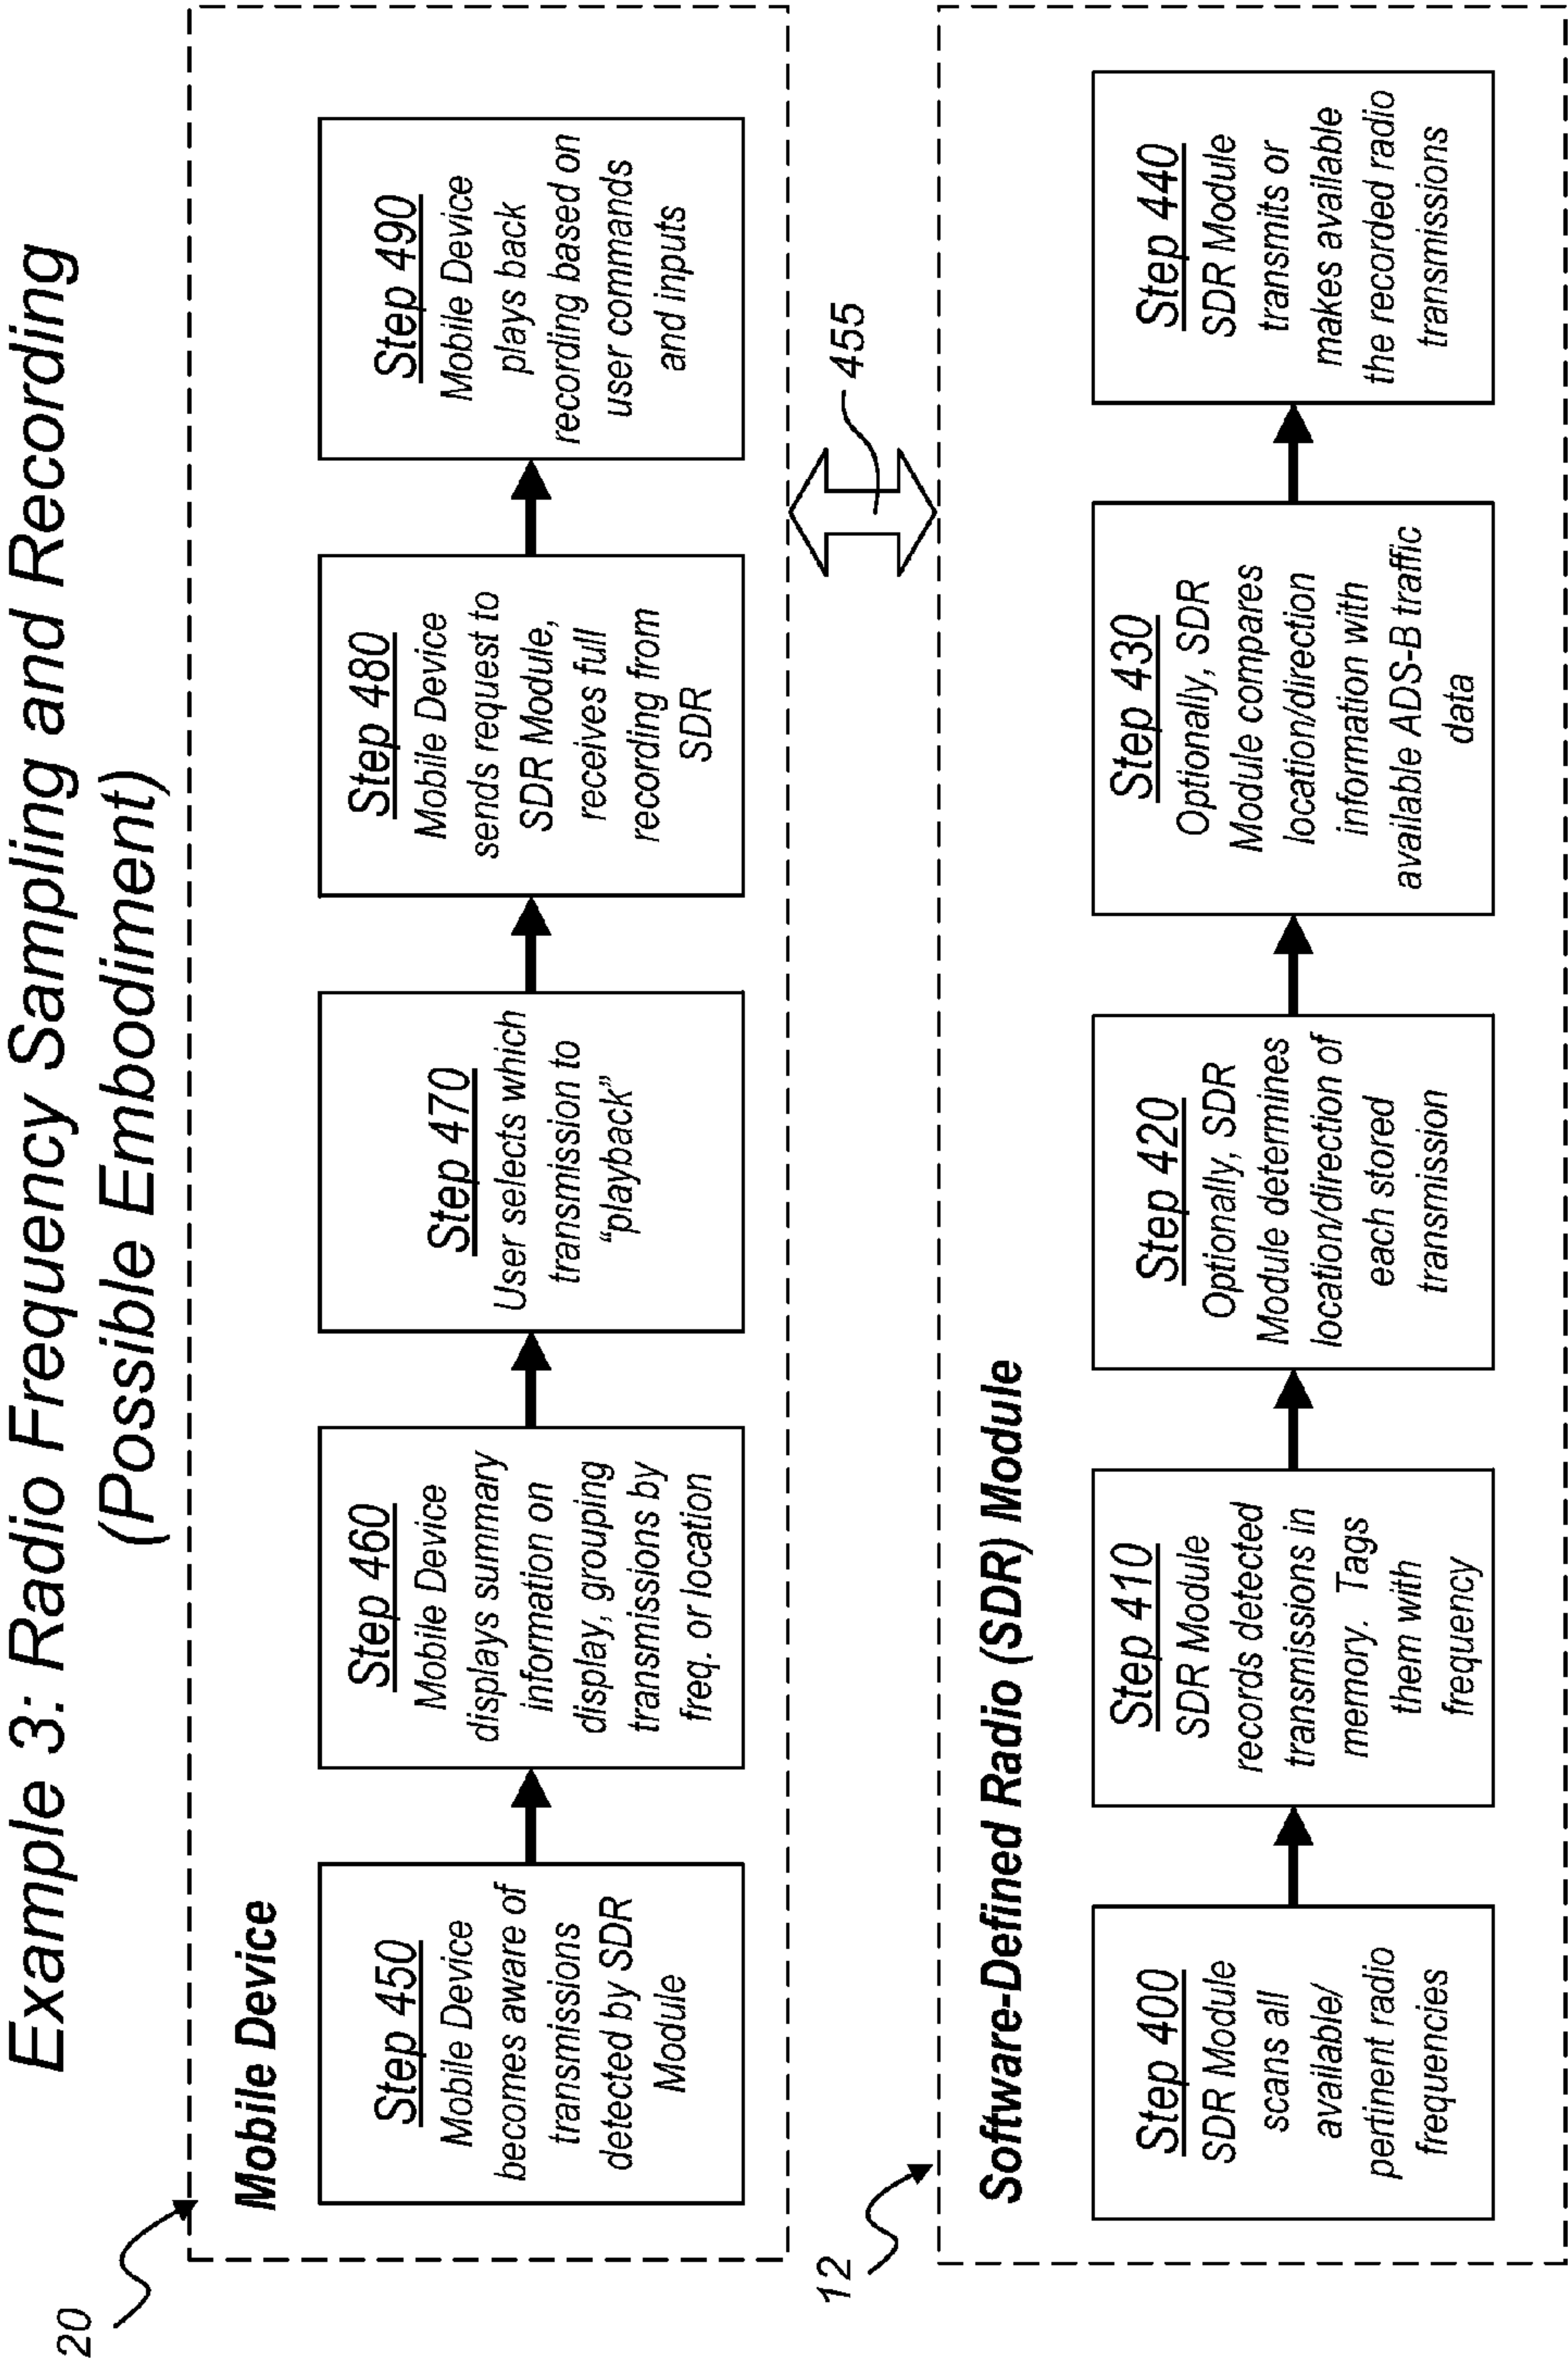 Example 3: Radio Frequency Sampling and Recording
(Possible Embodiment)
20
Mobile Device
Step 450
Mobile Device
becomes aware of
transmissions
detected by SDR
Module
Step 460
Mobile Device
displays summary
information on
display, grouping
transmissions by
freq. or location
Step 470
User selects which
transmission to
“playback”
Step 480
Mobile Device
sends request to
SDR Module,
receives full
recording from
SDR
Step 490
Mobile Device
plays back
recording based on
user commands
and inputs
455
12
Software-Defined Radio (SDR) Module
Step 400
SDR Module
scans all
available/
pertinent radio
frequencies
Step 410
SDR Module
records detected
transmissions in
memory. Tags
them with
frequency
Step 420
Optionally, SDR
Module determines
location/direction of
each stored
transmission
Step 430
Optionally, SDR
Module compares
location/direction
information with
available ADS-B traffic
data
Step 440
SDR Module
transmits or
makes available
the recorded radio
transmissions